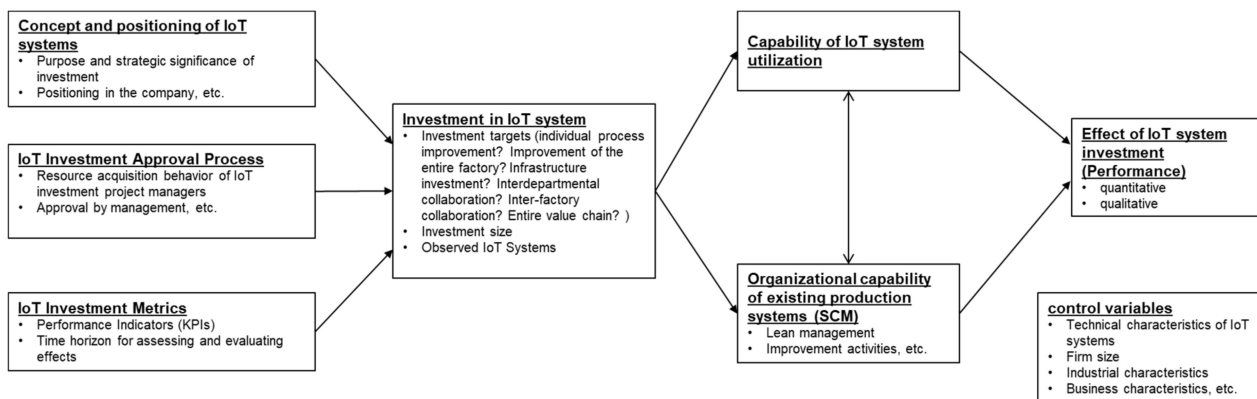 Concept and positioning of IoT
systems
• Purpose and strategic significance of
investment
• Positioning in the company, etc.
IoT Investment Approval Process
• Resource acquisition behavior of IoT
investment project managers
• Approval by management, etc.
IoT Investment Metrics
• Performance Indicators (KPIs)
• Time horizon for assessing and evaluating
effects
Investment in IoT system
• Investment targets (individual process
improvement? Improvement of the
entire factory? Infrastructure
investment? Interdepartmental
collaboration? Inter-factory
collaboration? Entire value chain? )
• Investment size
• Observed IoT Systems
Capability of IoT system
utilization
Organizational capability
of existing production
systems (SCM)
• Lean management
• Improvement activities, etc.
Effect of IoT system
investment
(Performance)
• quantitative
• qualitative
control variables
• Technical characteristics of IoT
systems
• Firm size
• Industrial characteristics
• Business characteristics, etc.